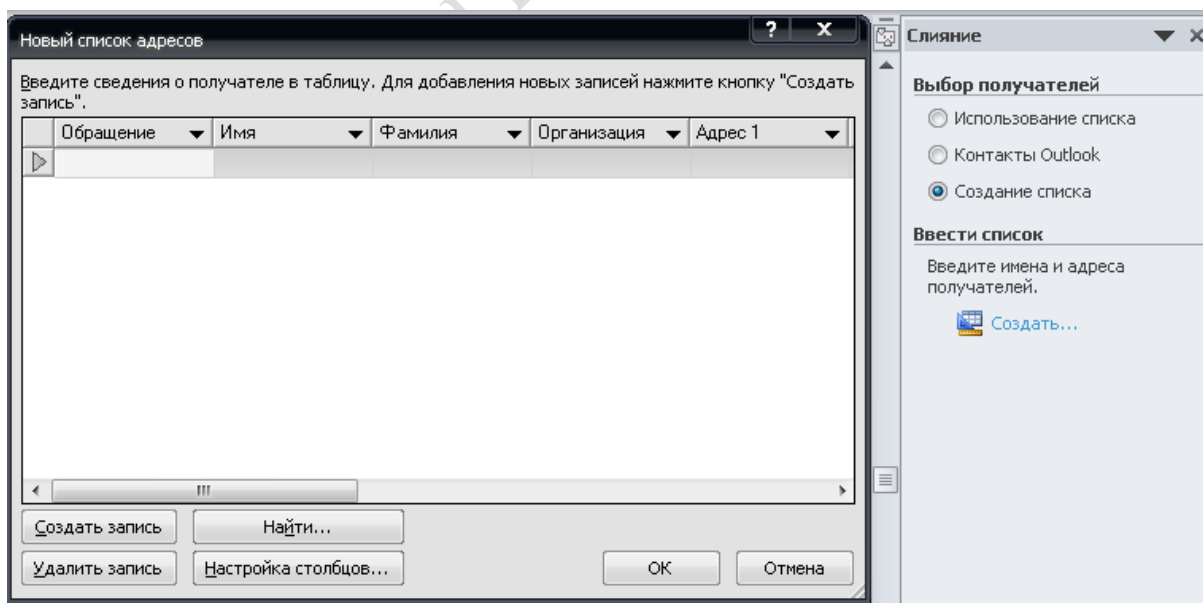 Новый список адресов
? x
Введите сведения о получателе в таблицу. Для добавления новых записей нажмите кнопку "Создать
запись".
Обращение Имя Фамилия Организация Адрес 1
Создать запись Найти...
Удалить запись Настройка столбцов... ОК Отмена
Слияние
Выбор получателей
Использование списка
Контакты Outlook
Создание списка
Ввести список
Введите имена и адреса
получателей.
Создать...